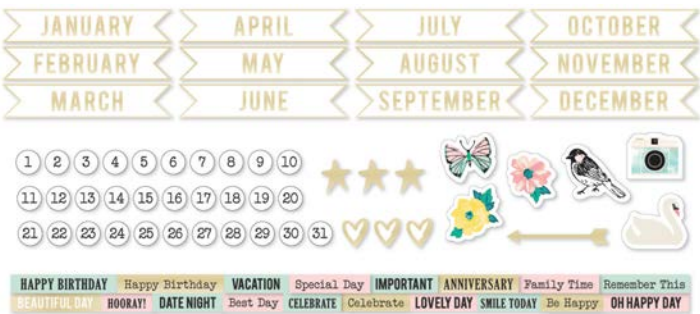 JANUARY APRIL JULY OCTOBER
FEBRUARY MAY AUGUST NOVEMBER
MARCH JUNE SEPTEMBER DECEMBER
1 2 3 4 5 6 7 8 9 10
11 12 13 14 15 16 17 18 19 20
21 22 23 24 25 26 27 28 29 30 31
HAPPY BIRTHDAY Happy Birthday VACATION Special Day IMPORTANT ANNIVERSARY Family Time Remember This
BEAUTIFUL DAY HOORAY! DATE NIGHT Best Day CELEBRATE Celebrate LOVELY DAY SMILE TODAY Be Happy OH HAPPY DAY